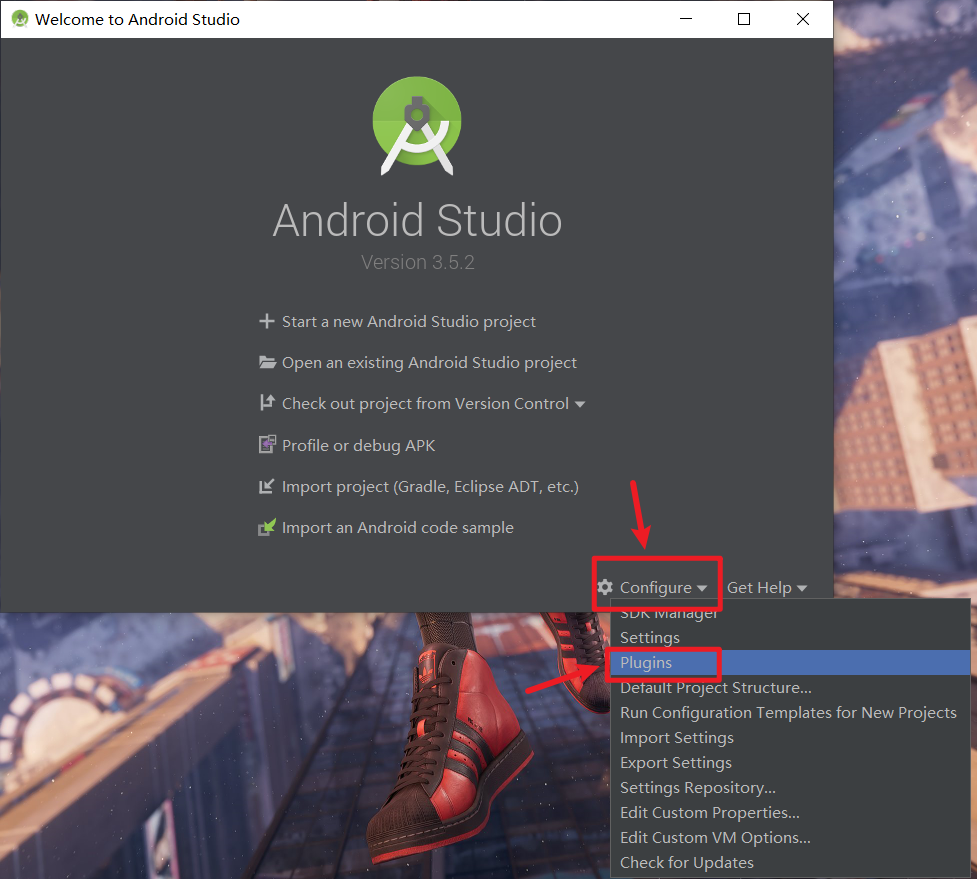 Welcome to Android Studio
Android Studio
Version 3.5.2
Start a new Android Studio project
Open an existing Android Studio project
Check out project from Version Control
Profile or debug APK
Import project (Gradle, Eclipse ADT, etc.)
Import an Android code sample
Configure
Get Help
SDK Manager
Settings
Plugins
Default Project Structure...
Run Configuration Templates for New Projects
Import Settings
Export Settings
Settings Repository...
Edit Custom Properties...
Edit Custom VM Options...
Check for Updates